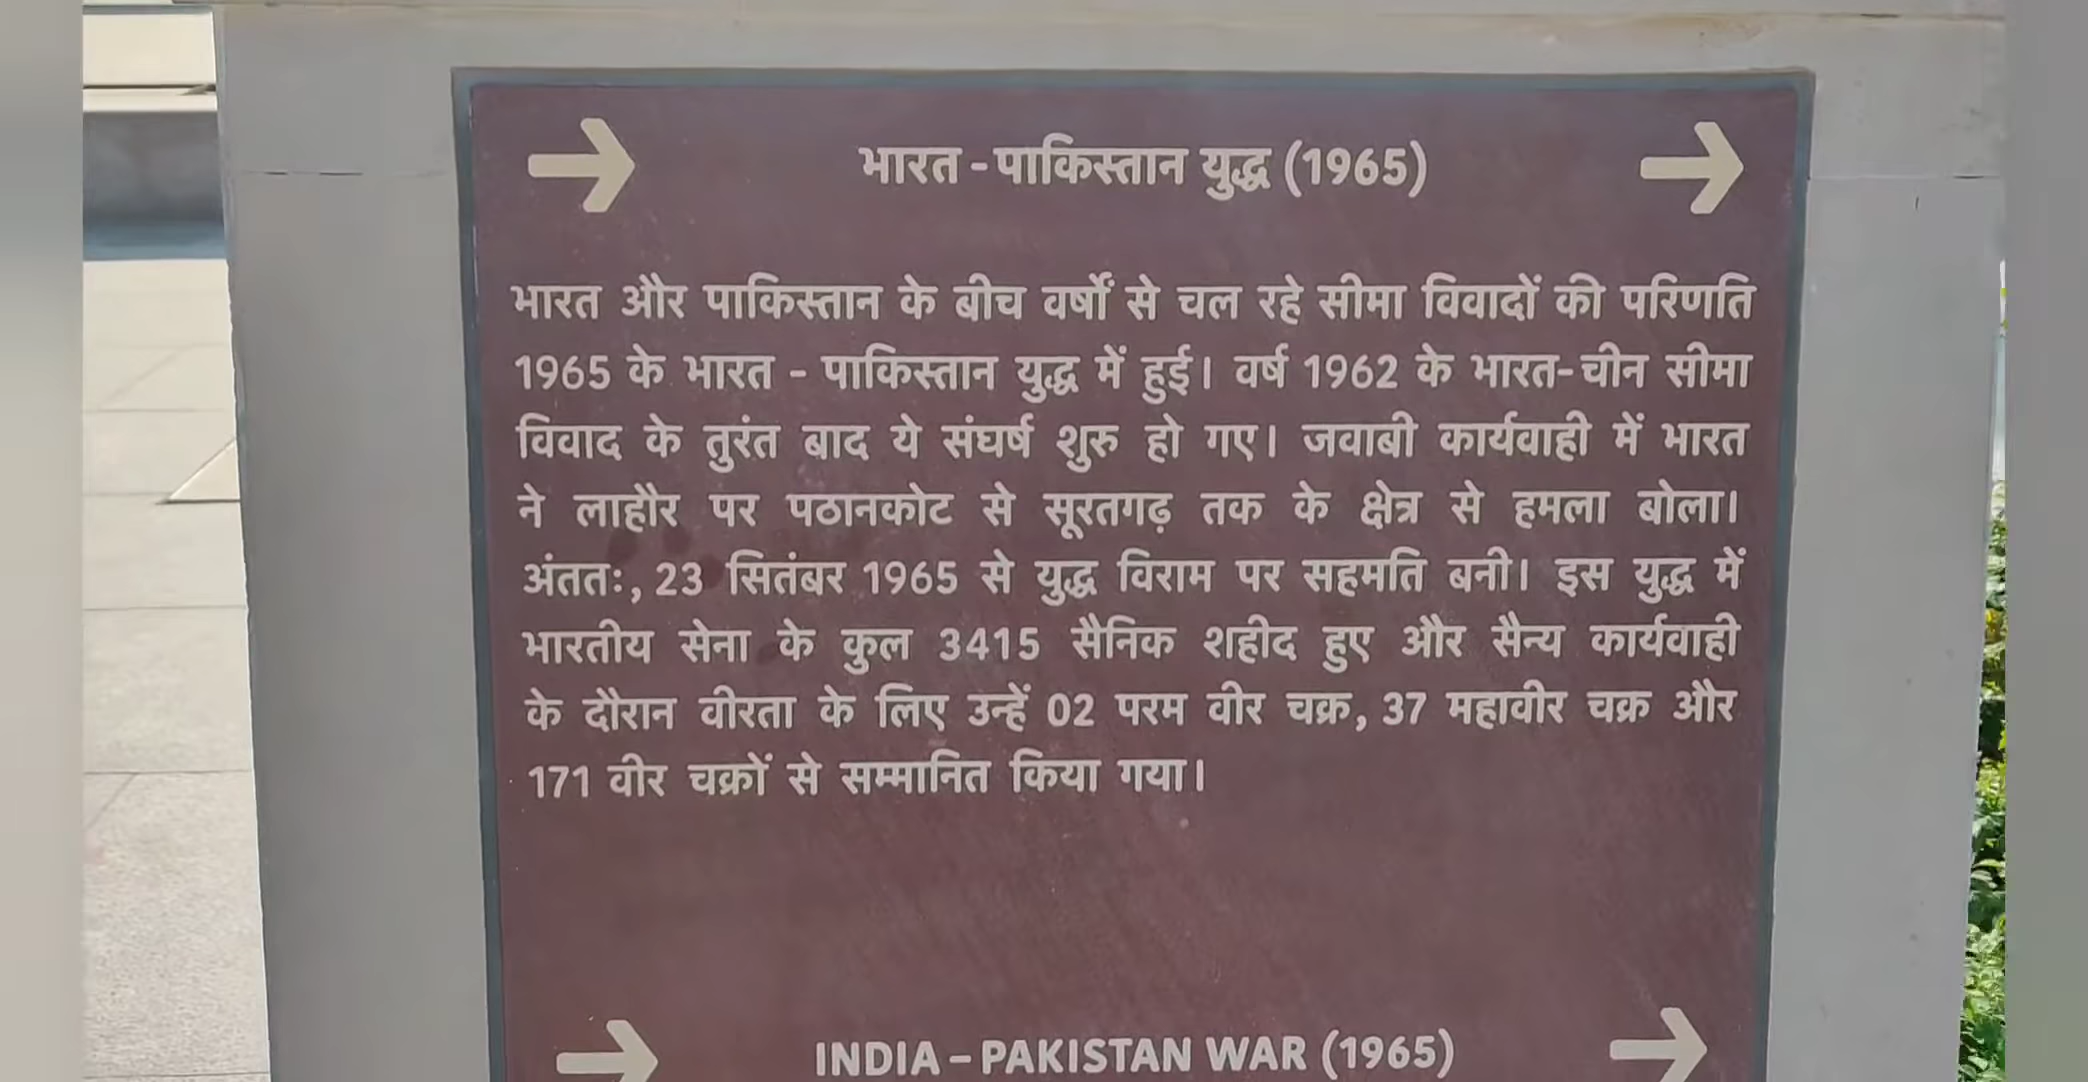 → भारत - पाकिस्तान युद्ध (1965) →
भारत और पाकिस्तान के बीच वर्षों से चल रहे सीमा विवादों की परिणति
1965 के भारत - पाकिस्तान युद्ध में हुई। वर्ष 1962 के भारत-चीन सीमा
विवाद के तुरंत बाद ये संघर्ष शुरु हो गए। जवाबी कार्यवाही में भारत
ने लाहौर पर पठानकोट से सूरतगढ़ तक के क्षेत्र से हमला बोला।
अंततः, 23 सितंबर 1965 से युद्ध विराम पर सहमति बनी। इस युद्ध में
भारतीय सेना के कुल 3415 सैनिक शहीद हुए और सैन्य कार्यवाही
के दौरान वीरता के लिए उन्हें 02 परम वीर चक्र, 37 महावीर चक्र और
171 वीर चक्रों से सम्मानित किया गया।
→ INDIA – PAKISTAN WAR (1965) →